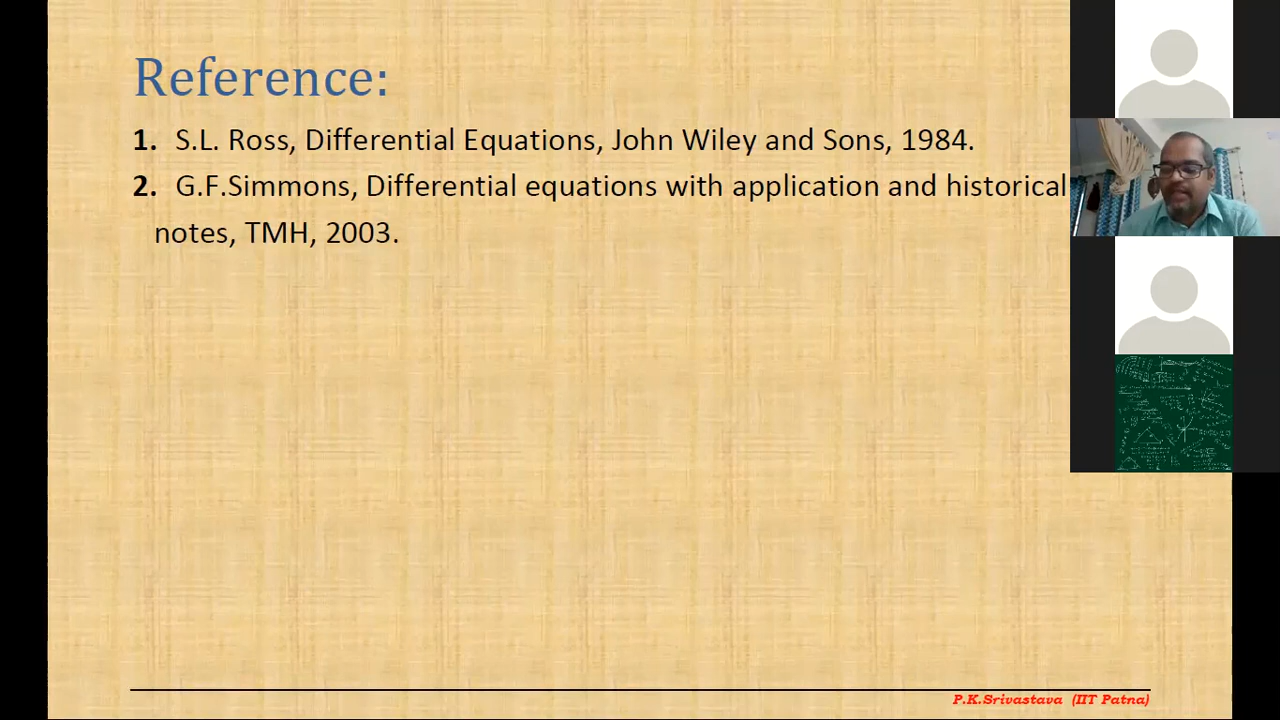 Reference:
1. S.L. Ross, Differential Equations, John Wiley and Sons, 1984.
2. G.F.Simmons, Differential equations with application and historical
notes, TMH, 2003.
P.K.Srivastava (IIT Patna)